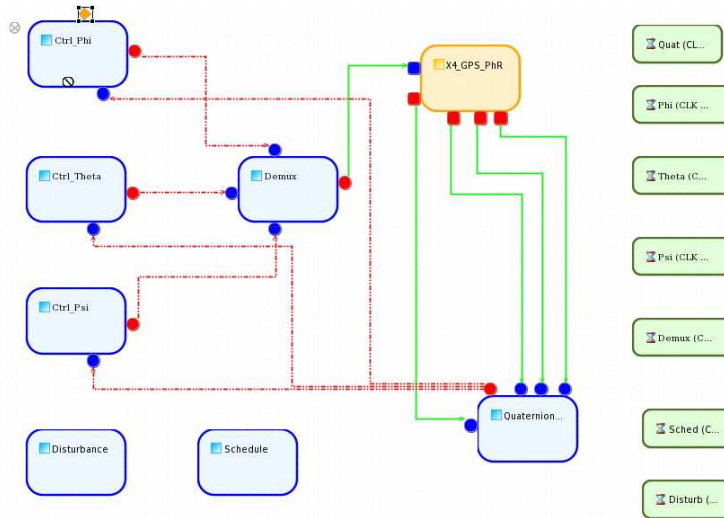 Ctrl_Phi
X4_GPS_PhR
Quat (CL...
Phi (CLK ...
Ctrl_Theta
Demux
Theta (C...
Psi (CLK ...
Ctrl_Psi
Demux (C...
Quaternion...
Disturbance
Schedule
Sched (C...
Disturb (...